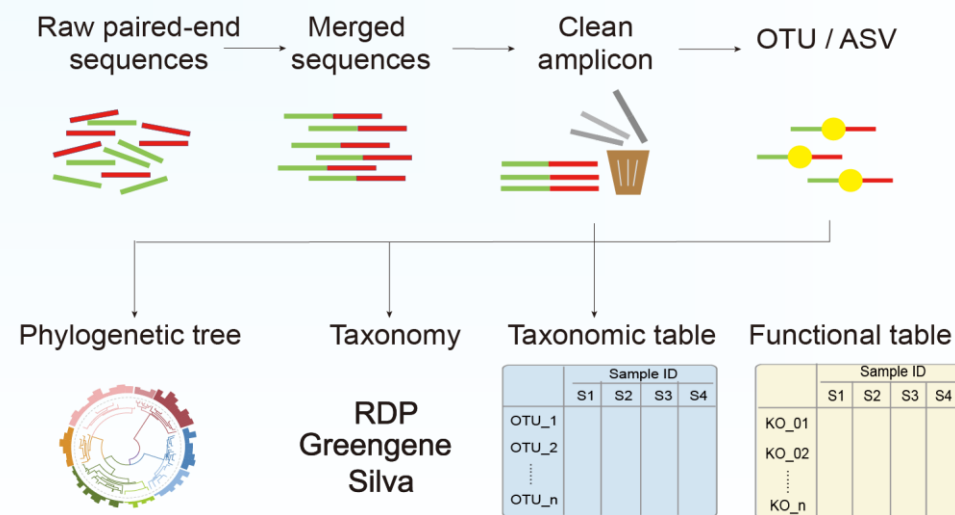 Raw paired-end
sequences
Merged
sequences
Clean
amplicon
OTU / ASV
Phylogenetic tree
Taxonomy
RDP
Greengene
Silva
Taxonomic table
Sample ID
S1 S2 S3 S4
OTU_1
OTU_2
OTU_n
Functional table
Sample ID
S1 S2 S3 S4
KO_01
KO_02
KO_n